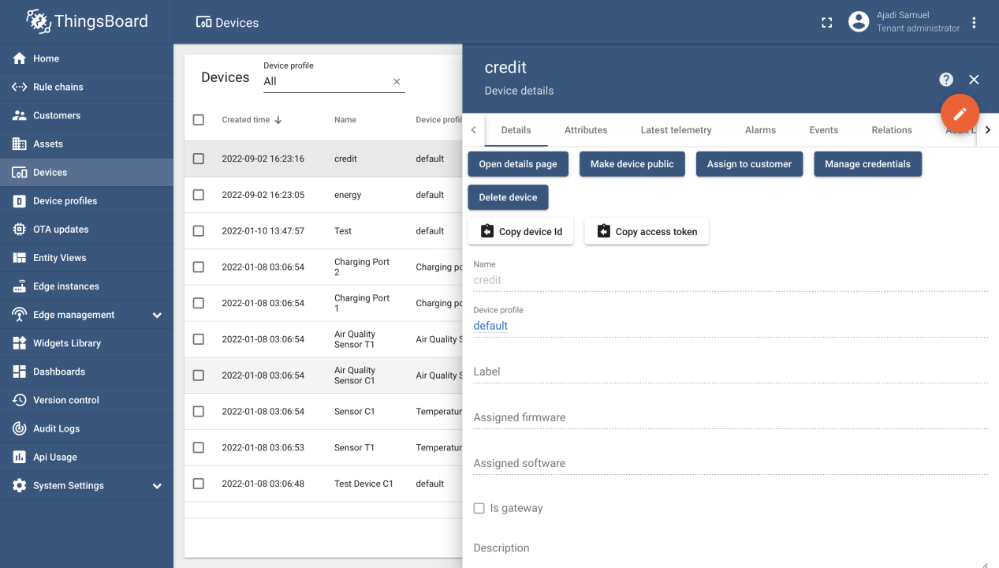 ThingsBoard
Devices
Ajadi Samuel
Tenant administrator
Home
Rule chains
Customers
Assets
Devices
Device profiles
OTA updates
Entity Views
Edge instances
Edge management
Widgets Library
Dashboards
Version control
Audit Logs
Api Usage
System Settings
Devices
Device profile
All
Created time Name Device profil
2022-09-02 16:23:16 credit default
2022-09-02 16:23:05 energy default
2022-01-10 13:47:57 Test default
2022-01-08 03:06:54 Charging Port 2 Charging po
2022-01-08 03:06:54 Charging Port 1 Charging po
2022-01-08 03:06:54 Air Quality Sensor T1 Air Quality S
2022-01-08 03:06:54 Air Quality Sensor C1 Air Quality S
2022-01-08 03:06:54 Sensor C1 Temperatur
2022-01-08 03:06:53 Sensor T1 Temperatur
2022-01-08 03:06:48 Test Device C1 default
credit
Device details
Details Attributes Latest telemetry Alarms Events Relations Audit L
Open details page Make device public Assign to customer Manage credentials
Delete device
Copy device Id Copy access token
Name
credit
Device profile
default
Label
Assigned firmware
Assigned software
Is gateway
Description